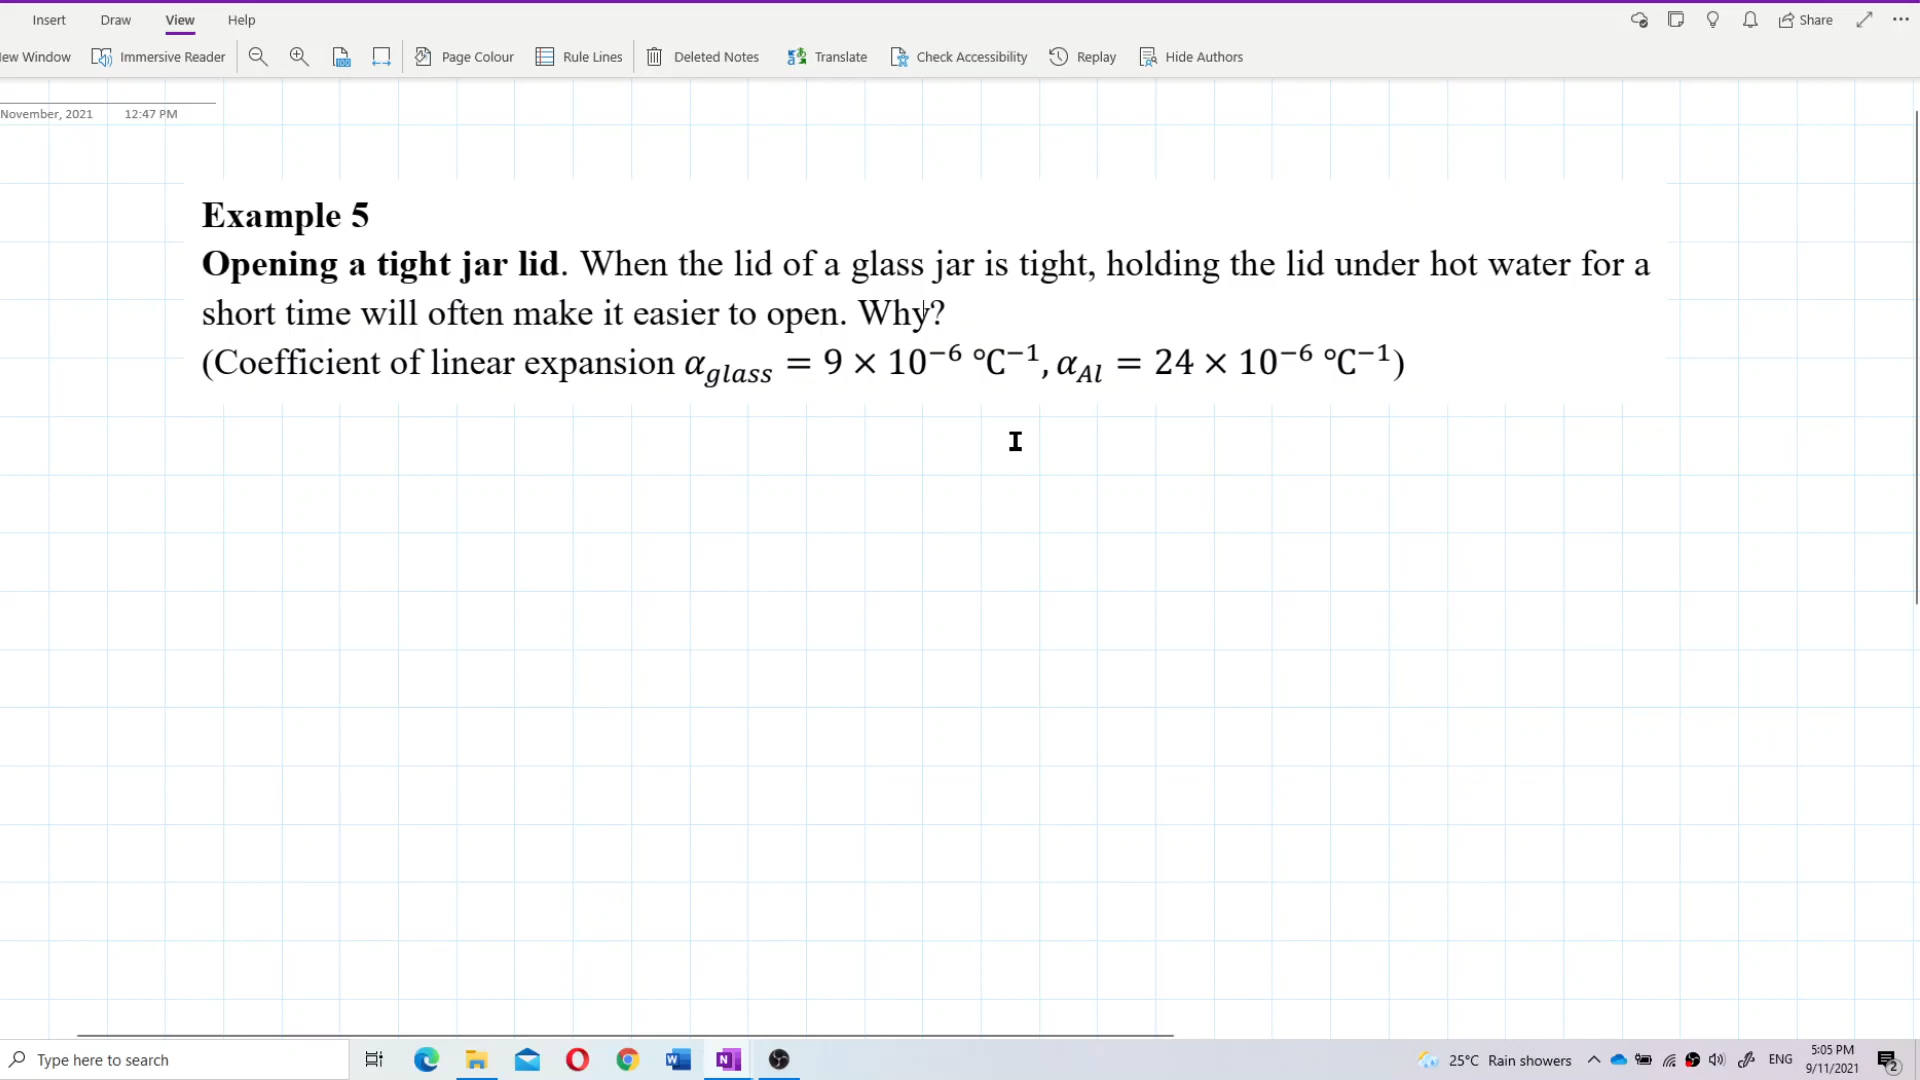 Insert Draw View Help Share
ew Window Immersive Reader Page Colour Rule Lines Deleted Notes Translate Check Accessibility Replay Hide Authors
November, 2021 12:47 PM
Example 5
Opening a tight jar lid. When the lid of a glass jar is tight, holding the lid under hot water for a
short time will often make it easier to open. Why?
(Coefficient of linear expansion α_glass = 9 × 10⁻⁶ °C⁻¹, α_Al = 24 × 10⁻⁶ °C⁻¹)
Type here to search 25°C Rain showers ENG 5:05 PM
9/11/2021 2